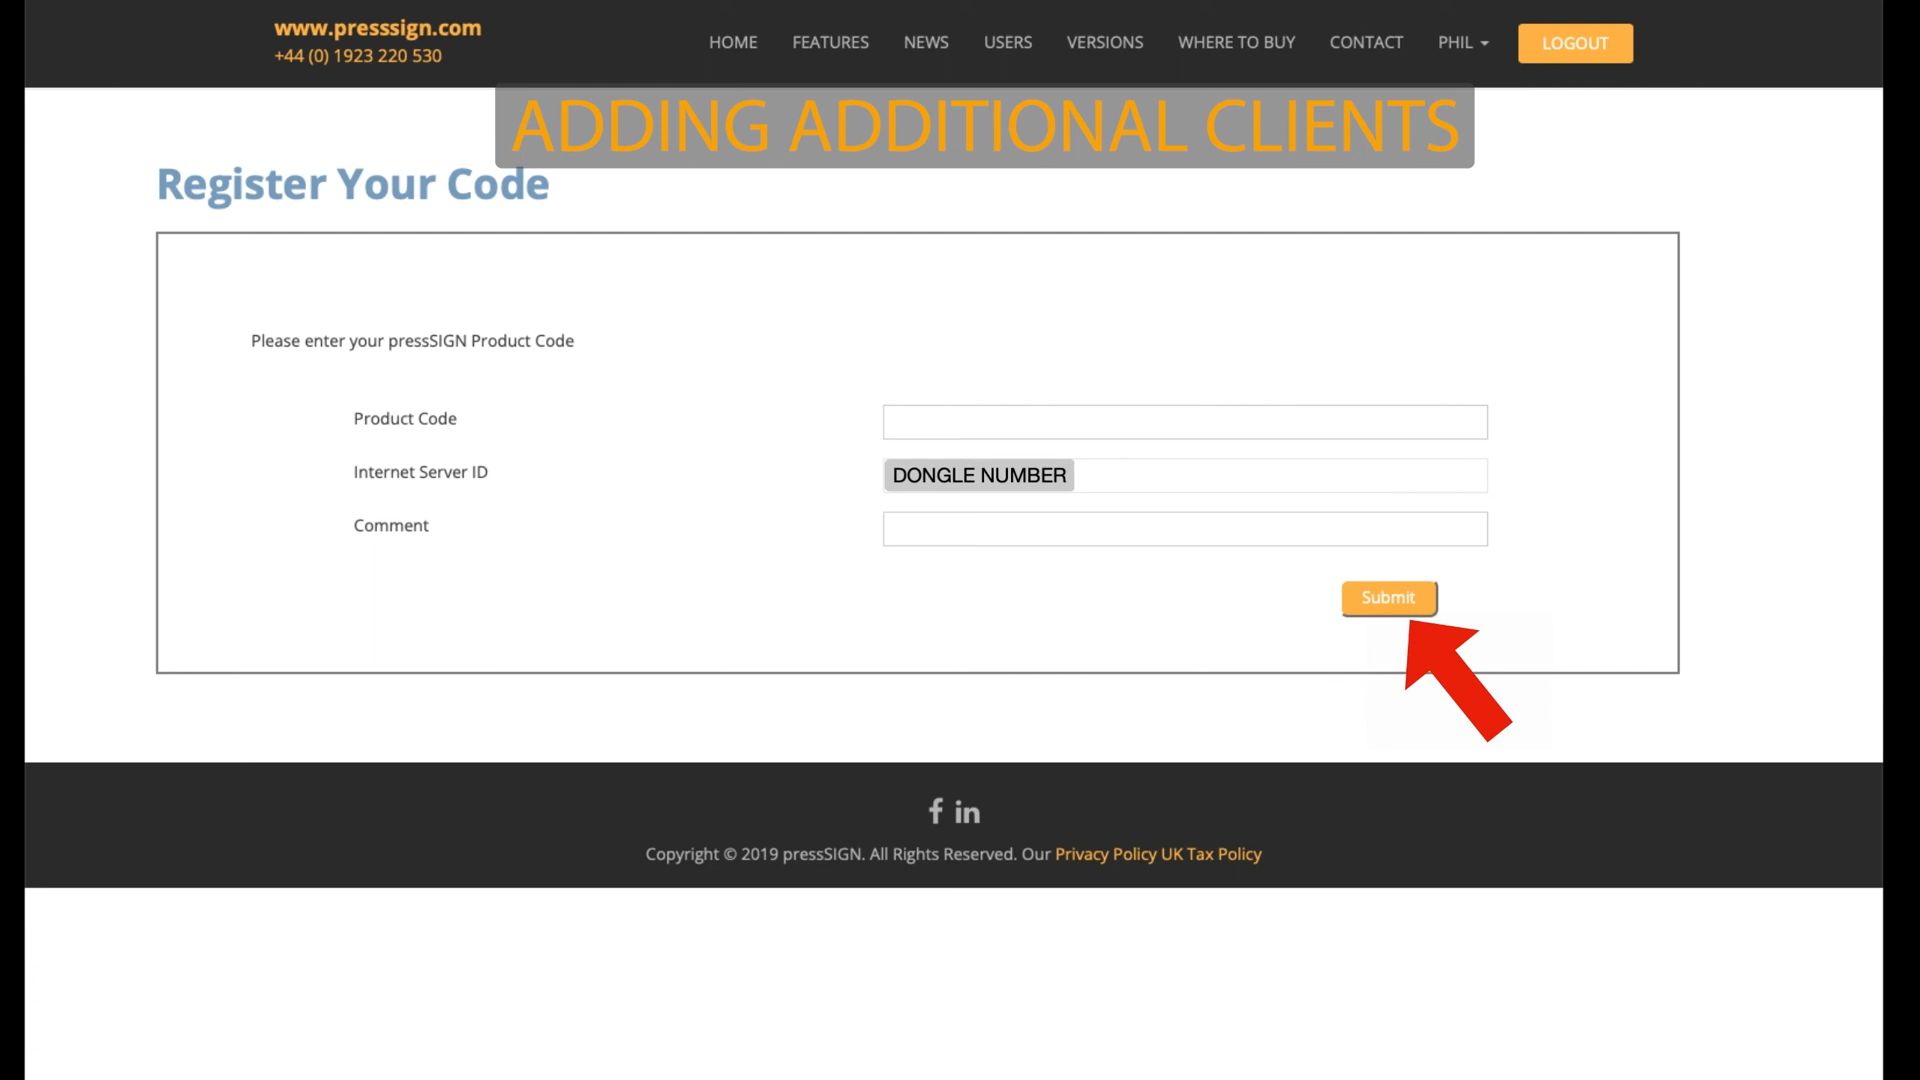 www.presssign.com
+44 (0) 1923 220 530
HOME FEATURES NEWS USERS VERSIONS WHERE TO BUY CONTACT PHIL LOGOUT
ADDING ADDITIONAL CLIENTS
Register Your Code
Please enter your pressSIGN Product Code
Product Code
Internet Server ID DONGLE NUMBER
Comment
Submit
f in
Copyright © 2019 pressSIGN. All Rights Reserved. Our Privacy Policy UK Tax Policy